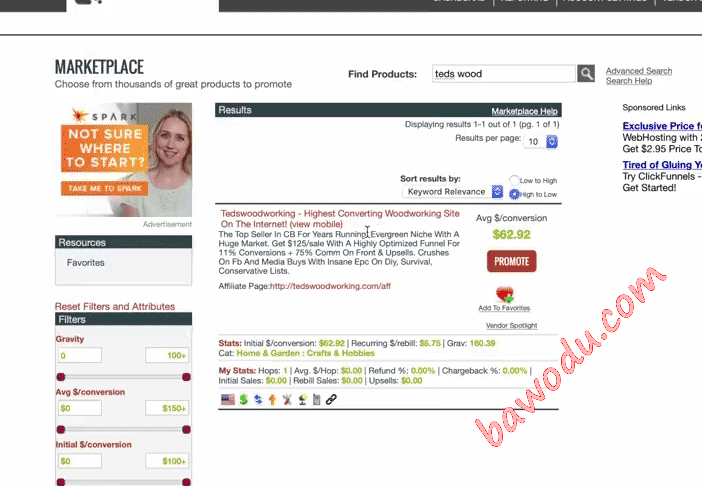 MARKETPLACE
Choose from thousands of great products to promote
Find Products:
teds wood
Advanced Search
Search Help
SPARK
NOT SURE
WHERE
TO START?
TAKE ME TO SPARK
Advertisement
Resources
Favorites
Reset Filters and Attributes
Filters
Gravity
0 100+
Avg $/conversion
$0 $150+
Initial $/conversion
$0 $100+
Results
Marketplace Help
Displaying results 1-1 out of 1 (pg. 1 of 1)
Results per page: 10
Sort results by:
Keyword Relevance
Low to High
High to Low
Tedswoodworking - Highest Converting Woodworking Site
On The Internet! (view mobile)
The Top Seller In CB For Years Running, Evergreen Niche With A
Huge Market. Get $125/sale With A Highly Optimized Funnel For
11% Conversions + 75% Comm On Front & Upsells. Crushes
On Fb And Media Buys With Insane Epc On Diy, Survival,
Conservative Lists.
Affiliate Page:http://tedswoodworking.com/aff
Avg $/conversion
$62.92
PROMOTE
Add To Favorites
Vendor Spotlight
Stats: Initial $/conversion: $62.92 | Recurring $/rebill: $5.75 | Grav: 160.39
Cat: Home & Garden : Crafts & Hobbies
My Stats: Hops: 1 | Avg. $/Hop: $0.00 | Refund %: 0.00% | Chargeback %: 0.00% |
Initial Sales: $0.00 | Rebill Sales: $0.00 | Upsells: $0.00
Sponsored Links
Exclusive Price f
WebHosting with
Get $2.95 Price To
Tired of Gluing Yo
Try ClickFunnels -
Get Started!
bawodu.com